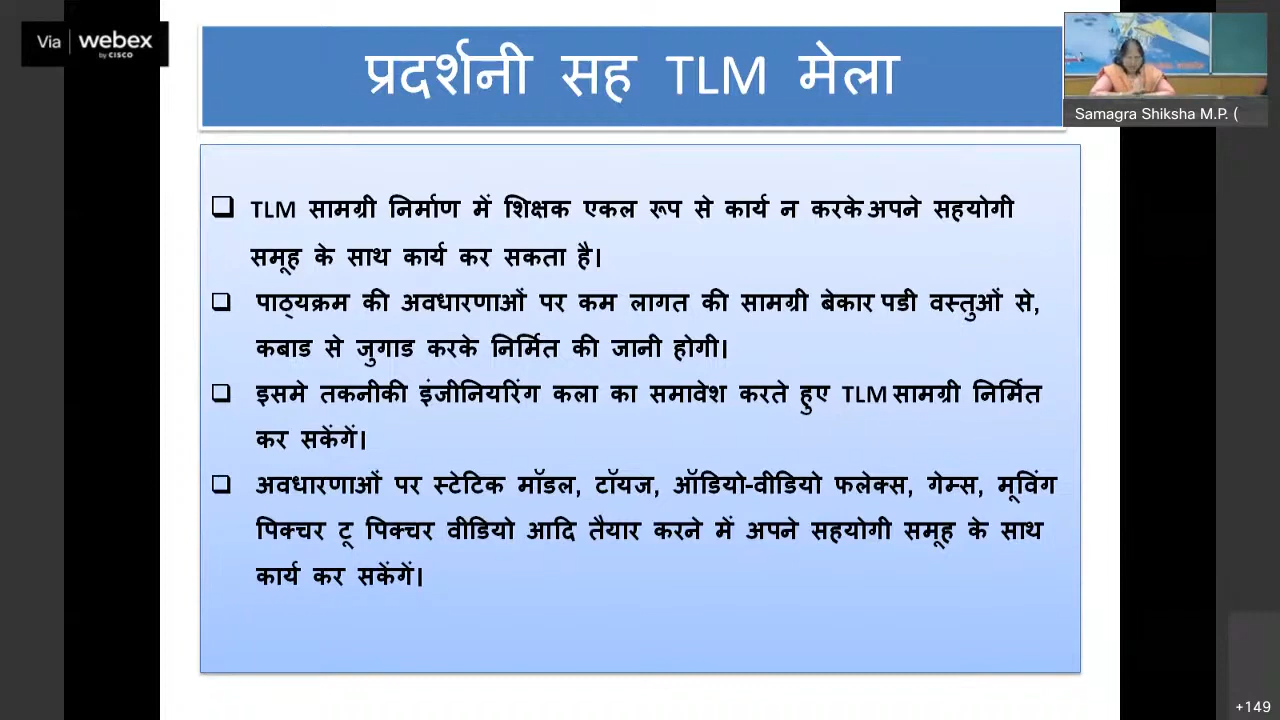 Via webex
by CISCO
प्रदर्शनी सह TLM मेला
Samagra Shiksha M.P. (
TLM सामग्री निर्माण में शिक्षक एकल रूप से कार्य न करके अपने सहयोगी
समूह के साथ कार्य कर सकता है।
पाठ्यक्रम की अवधारणाओं पर कम लागत की सामग्री बेकार पडी वस्तुओं से,
कबाड से जुगाड करके निर्मित की जानी होगी।
इसमे तकनीकी इंजीनियरिंग कला का समावेश करते हुए TLM सामग्री निर्मित
कर सकेंगें।
अवधारणाओं पर स्टेटिक मॉडल, टॉयज, ऑडियो-वीडियो फलेक्स, गेम्स, मूविंग
पिक्चर टू पिक्चर वीडियो आदि तैयार करने में अपने सहयोगी समूह के साथ
कार्य कर सकेंगें।
+149